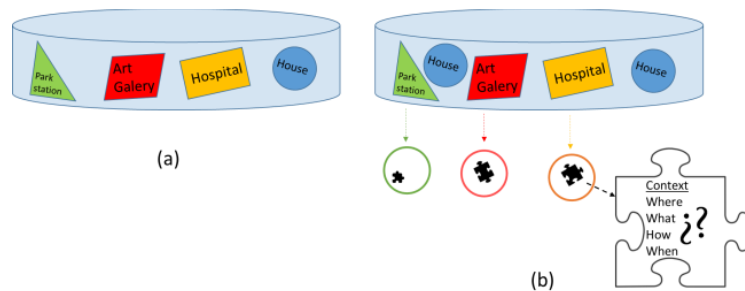 Park
station
Art
Galery
Hospital
House
(a)
Park
station
House
Art
Galery
Hospital
House
Context
Where
What
How
When
¿?
(b)